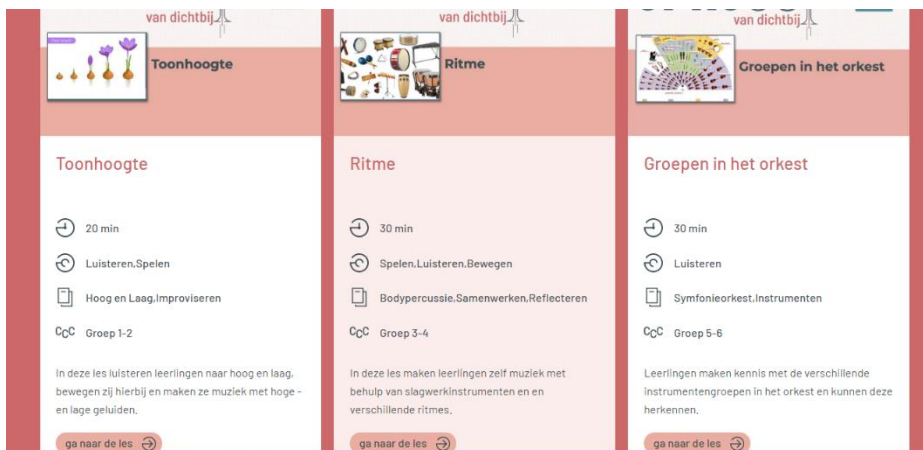 van dichtbij
Toonhoogte
Toonhoogte
20 min
Luisteren,Spelen
Hoog en Laag,Improviseren
Groep 1-2
In deze les luisteren leerlingen naar hoog en laag,
bewegen zij hierbij en maken ze muziek met hoge -
en lage geluiden.
ga naar de les
van dichtbij
Ritme
Ritme
30 min
Spelen,Luisteren,Bewegen
Bodypercussie,Samenwerken,Reflecteren
Groep 3-4
In deze les maken leerlingen zelf muziek met
behulp van slagwerkinstrumenten en en
verschillende ritmes.
ga naar de les
van dichtbij
Groepen in het orkest
Groepen in het orkest
30 min
Luisteren
Symfonieorkest,Instrumenten
Groep 5-6
Leerlingen maken kennis met de verschillende
instrumentengroepen in het orkest en kunnen deze
herkennen.
ga naar de les